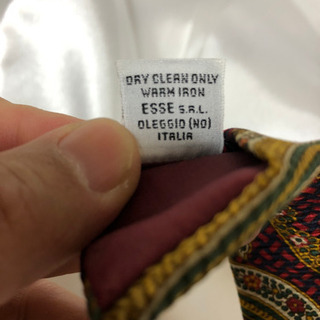 DRY CLEAN ONLY
WARM IRON
ESSE S.R.L.
OLEGGIO (NO)
ITALIA